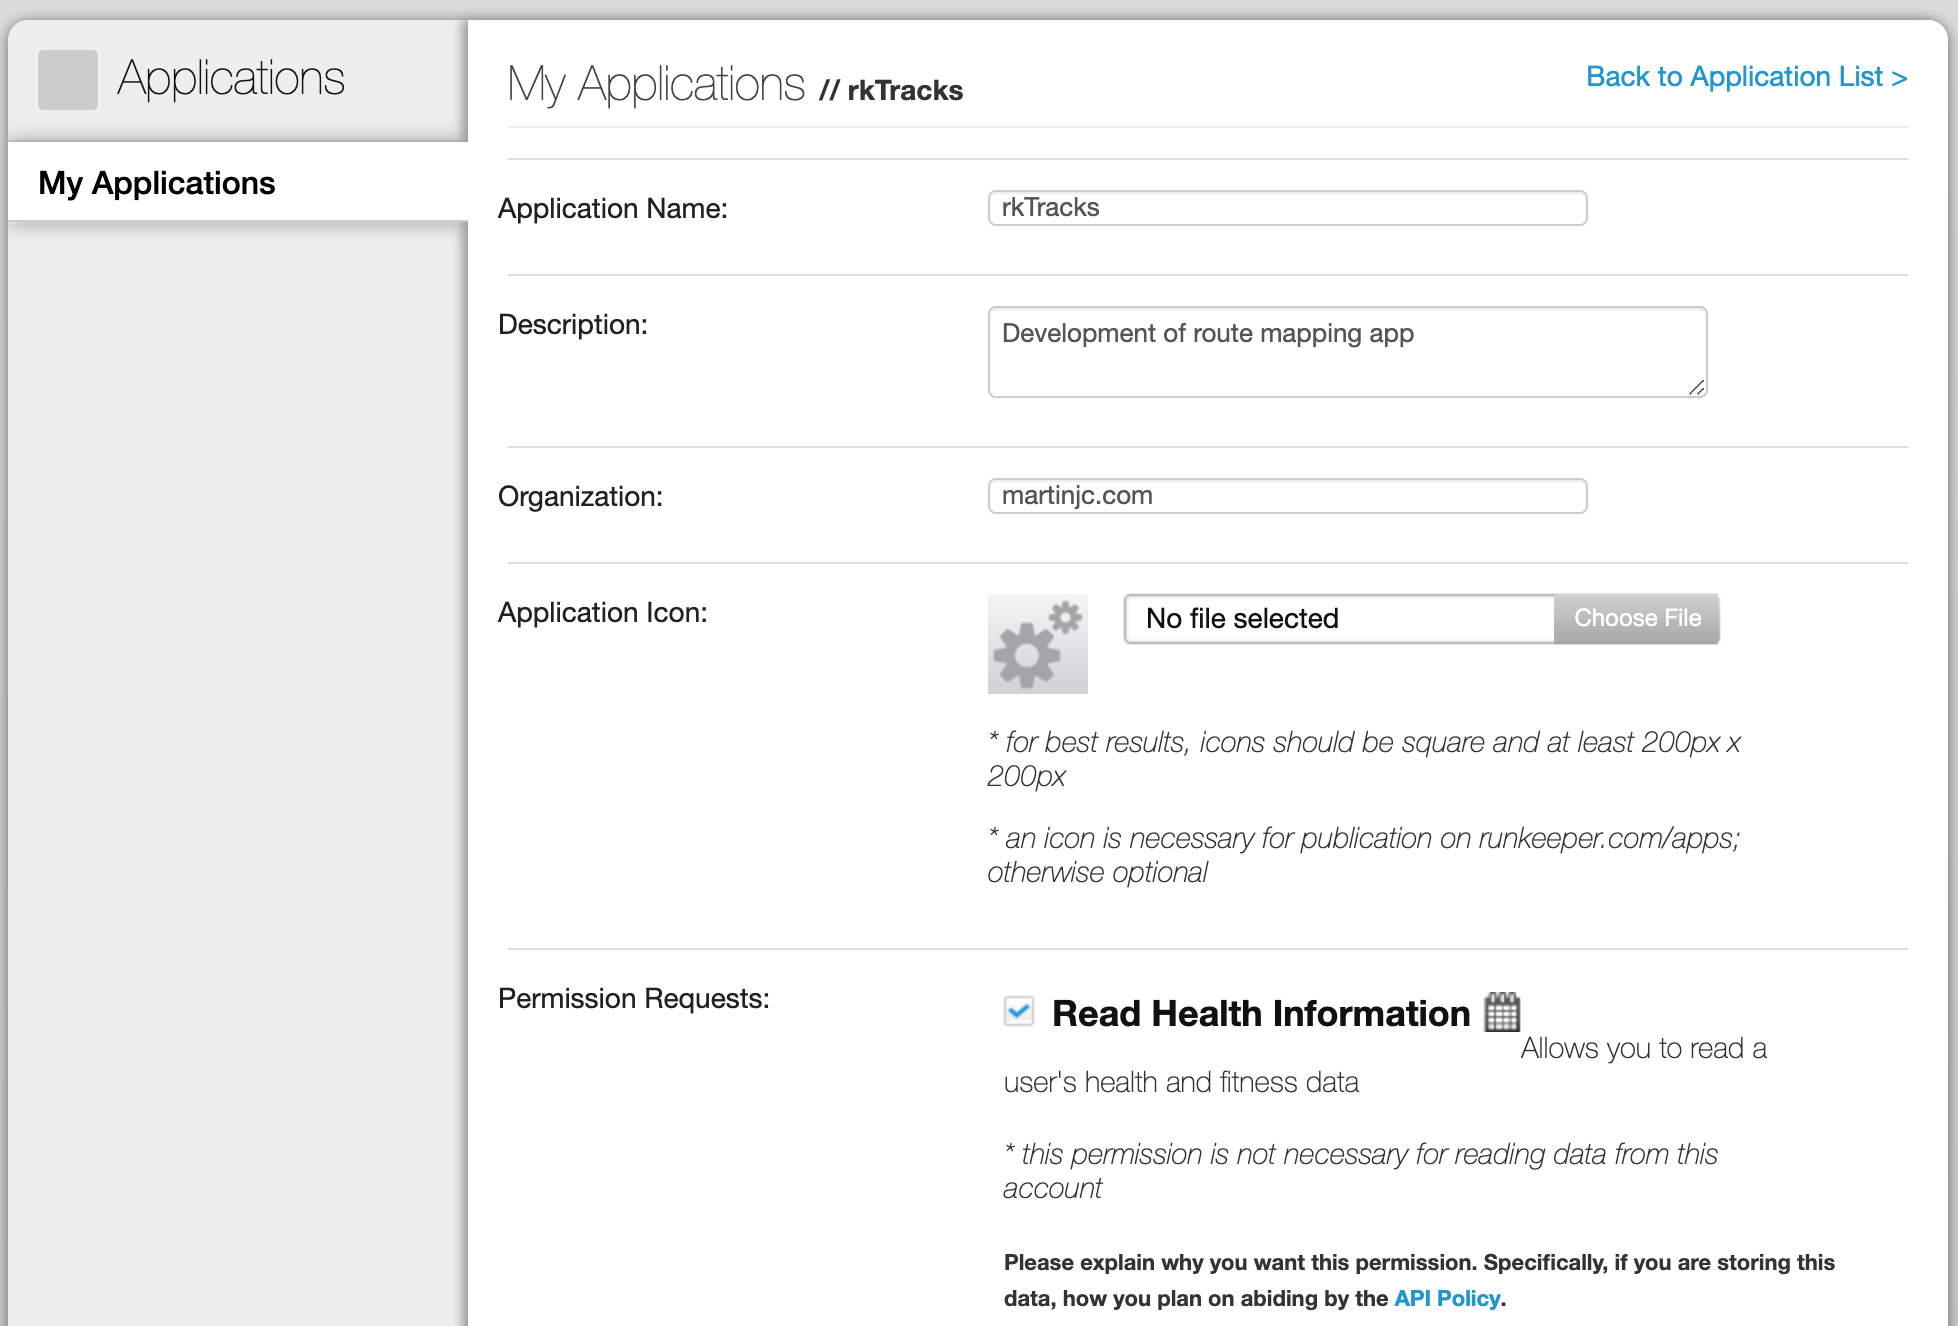 Applications
My Applications
My Applications // rkTracks
Back to Application List >
Application Name:
rkTracks
Description:
Development of route mapping app
Organization:
martinjc.com
Application Icon:
No file selected
Choose File
* for best results, icons should be square and at least 200px x
200px
* an icon is necessary for publication on runkeeper.com/apps;
otherwise optional
Permission Requests:
Read Health Information
Allows you to read a
user's health and fitness data
* this permission is not necessary for reading data from this
account
Please explain why you want this permission. Specifically, if you are storing this
data, how you plan on abiding by the API Policy.